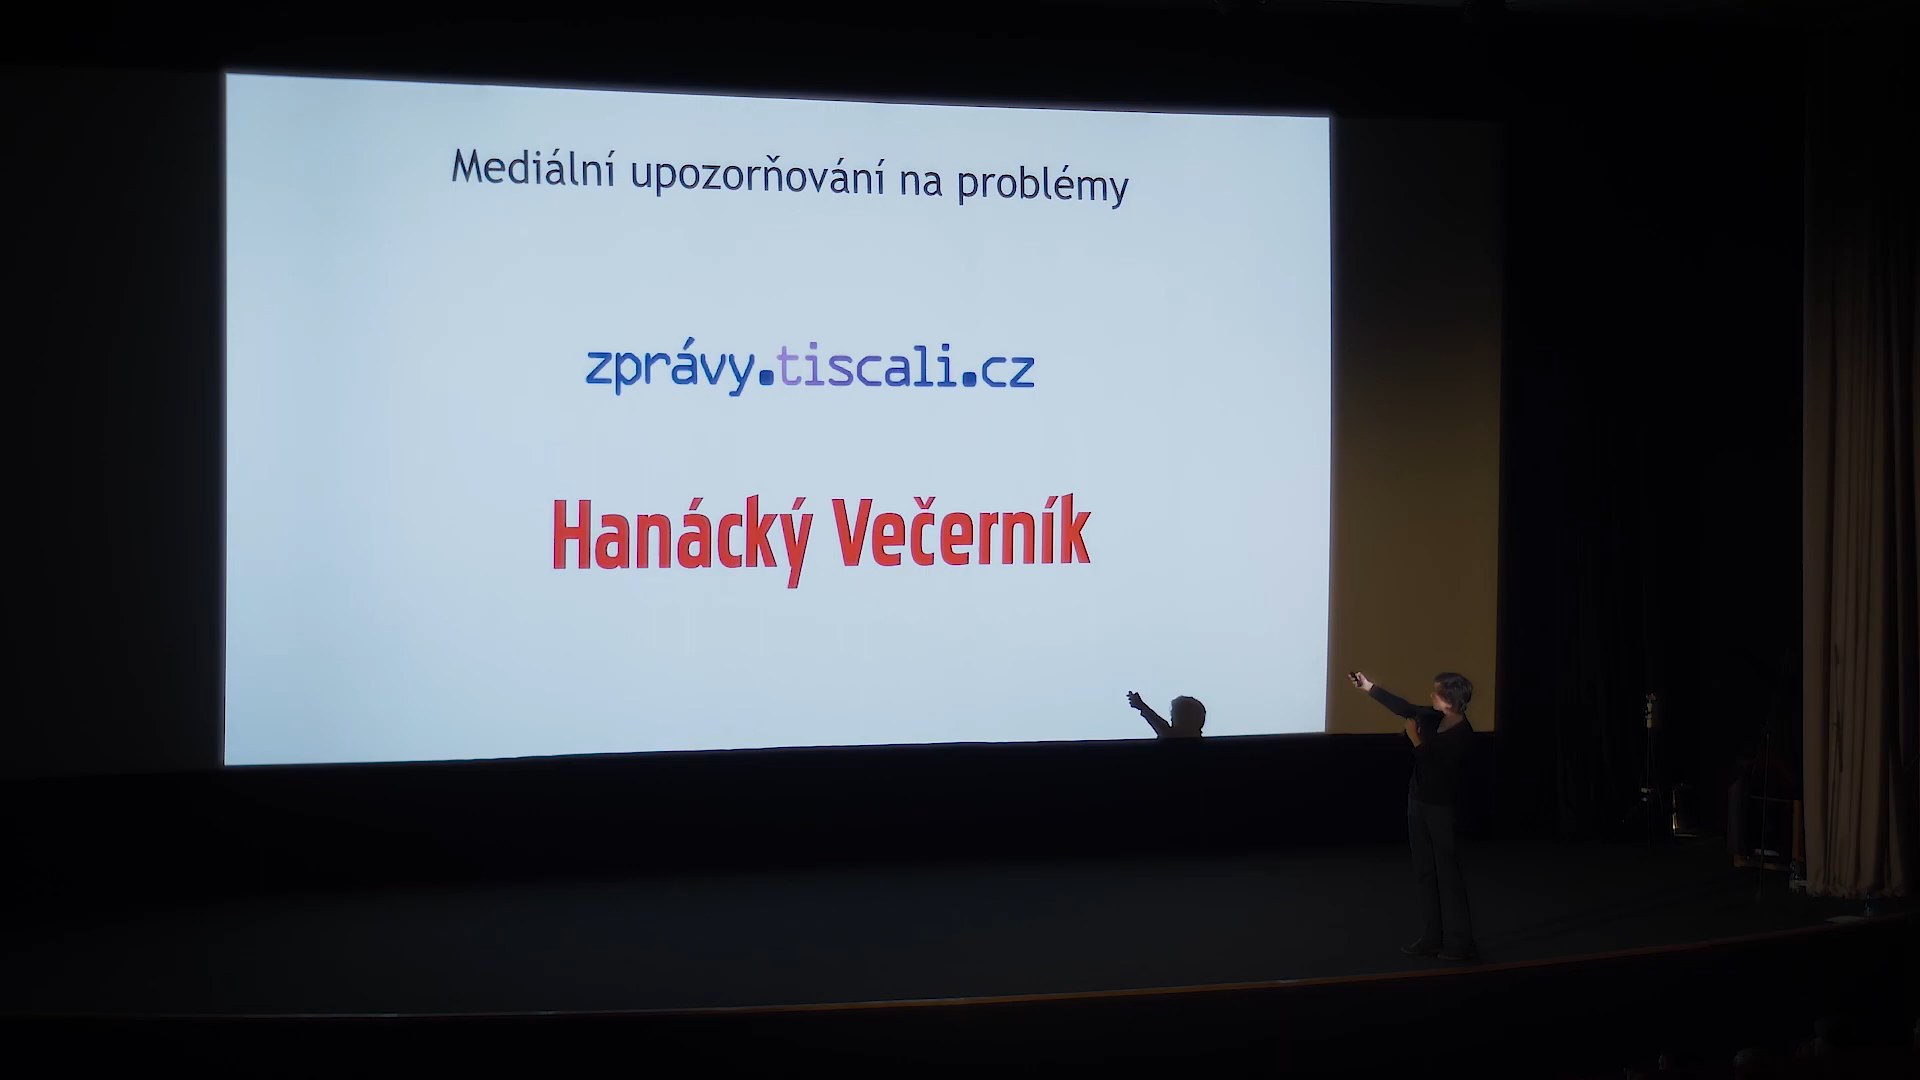 Mediální upozorňování na problémy
zprávy.tiscali.cz
Hanácký Večerník